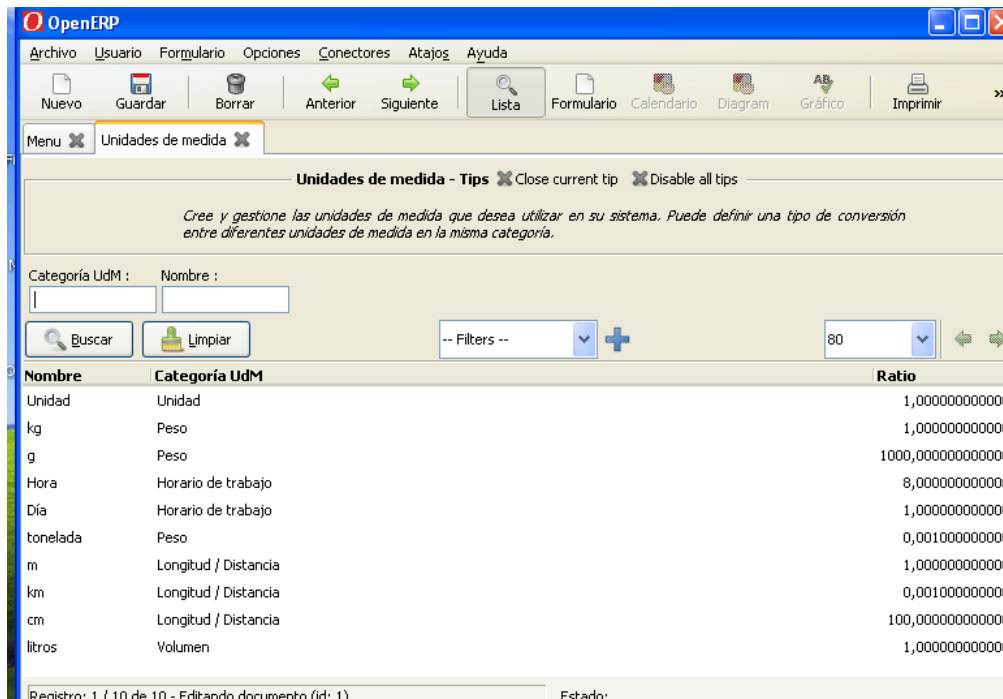 OpenERP
Archivo Usuario Formulario Opciones Conectores Atajos Ayuda
Nuevo Guardar Borrar Anterior Siguiente Lista Formulario Calendario Diagram Gráfico Imprimir »
Menu Unidades de medida
Unidades de medida - Tips Close current tip Disable all tips
Cree y gestione las unidades de medida que desea utilizar en su sistema. Puede definir una tipo de conversión
entre diferentes unidades de medida en la misma categoría.
Categoría UdM : Nombre :
Buscar Limpiar -- Filters -- 80
Nombre Categoría UdM Ratio
Unidad Unidad 1,00000000000
kg Peso 1,00000000000
g Peso 1000,00000000000
Hora Horario de trabajo 8,00000000000
Día Horario de trabajo 1,00000000000
tonelada Peso 0,00100000000
m Longitud / Distancia 1,00000000000
km Longitud / Distancia 0,00100000000
cm Longitud / Distancia 100,00000000000
litros Volumen 1,00000000000
Registro: 1 / 10 de 10 - Editando documento (id: 1) Estado: